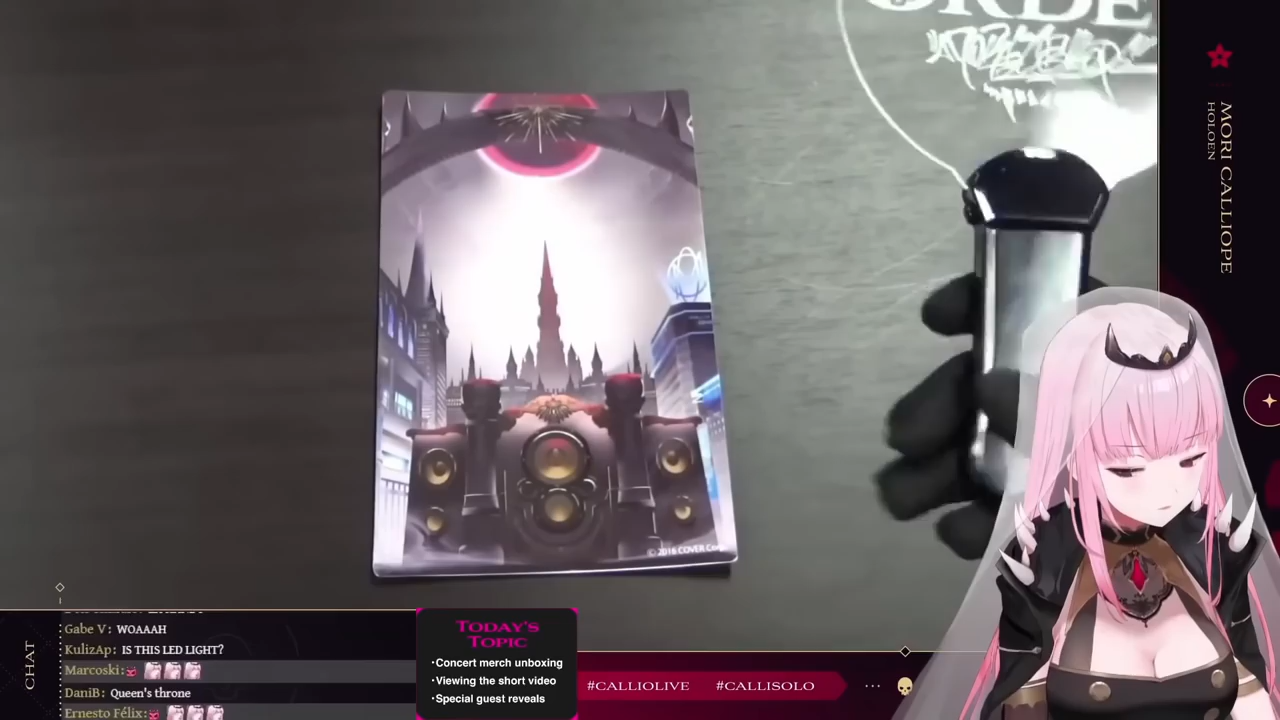 ORDE
MORI CALLIOPE
HOLOEN
© 2016 COVER Corp.
CHAT
Gabe V: WOAAAH
KulizAp: IS THIS LED LIGHT?
Marcoski:
DaniB: Queen's throne
Ernesto Félix:
TODAY'S
TOPIC
·Concert merch unboxing
·Viewing the short video
·Special guest reveals
#CALLIOLIVE #CALLISOLO